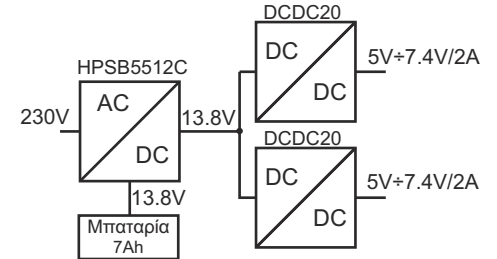 DCDC20
DC
DC
5V÷7.4V/2A
HPSB5512C
230V
AC
DC
13.8V
13.8V
Μπαταρία
7Ah
DCDC20
DC
DC
5V÷7.4V/2A